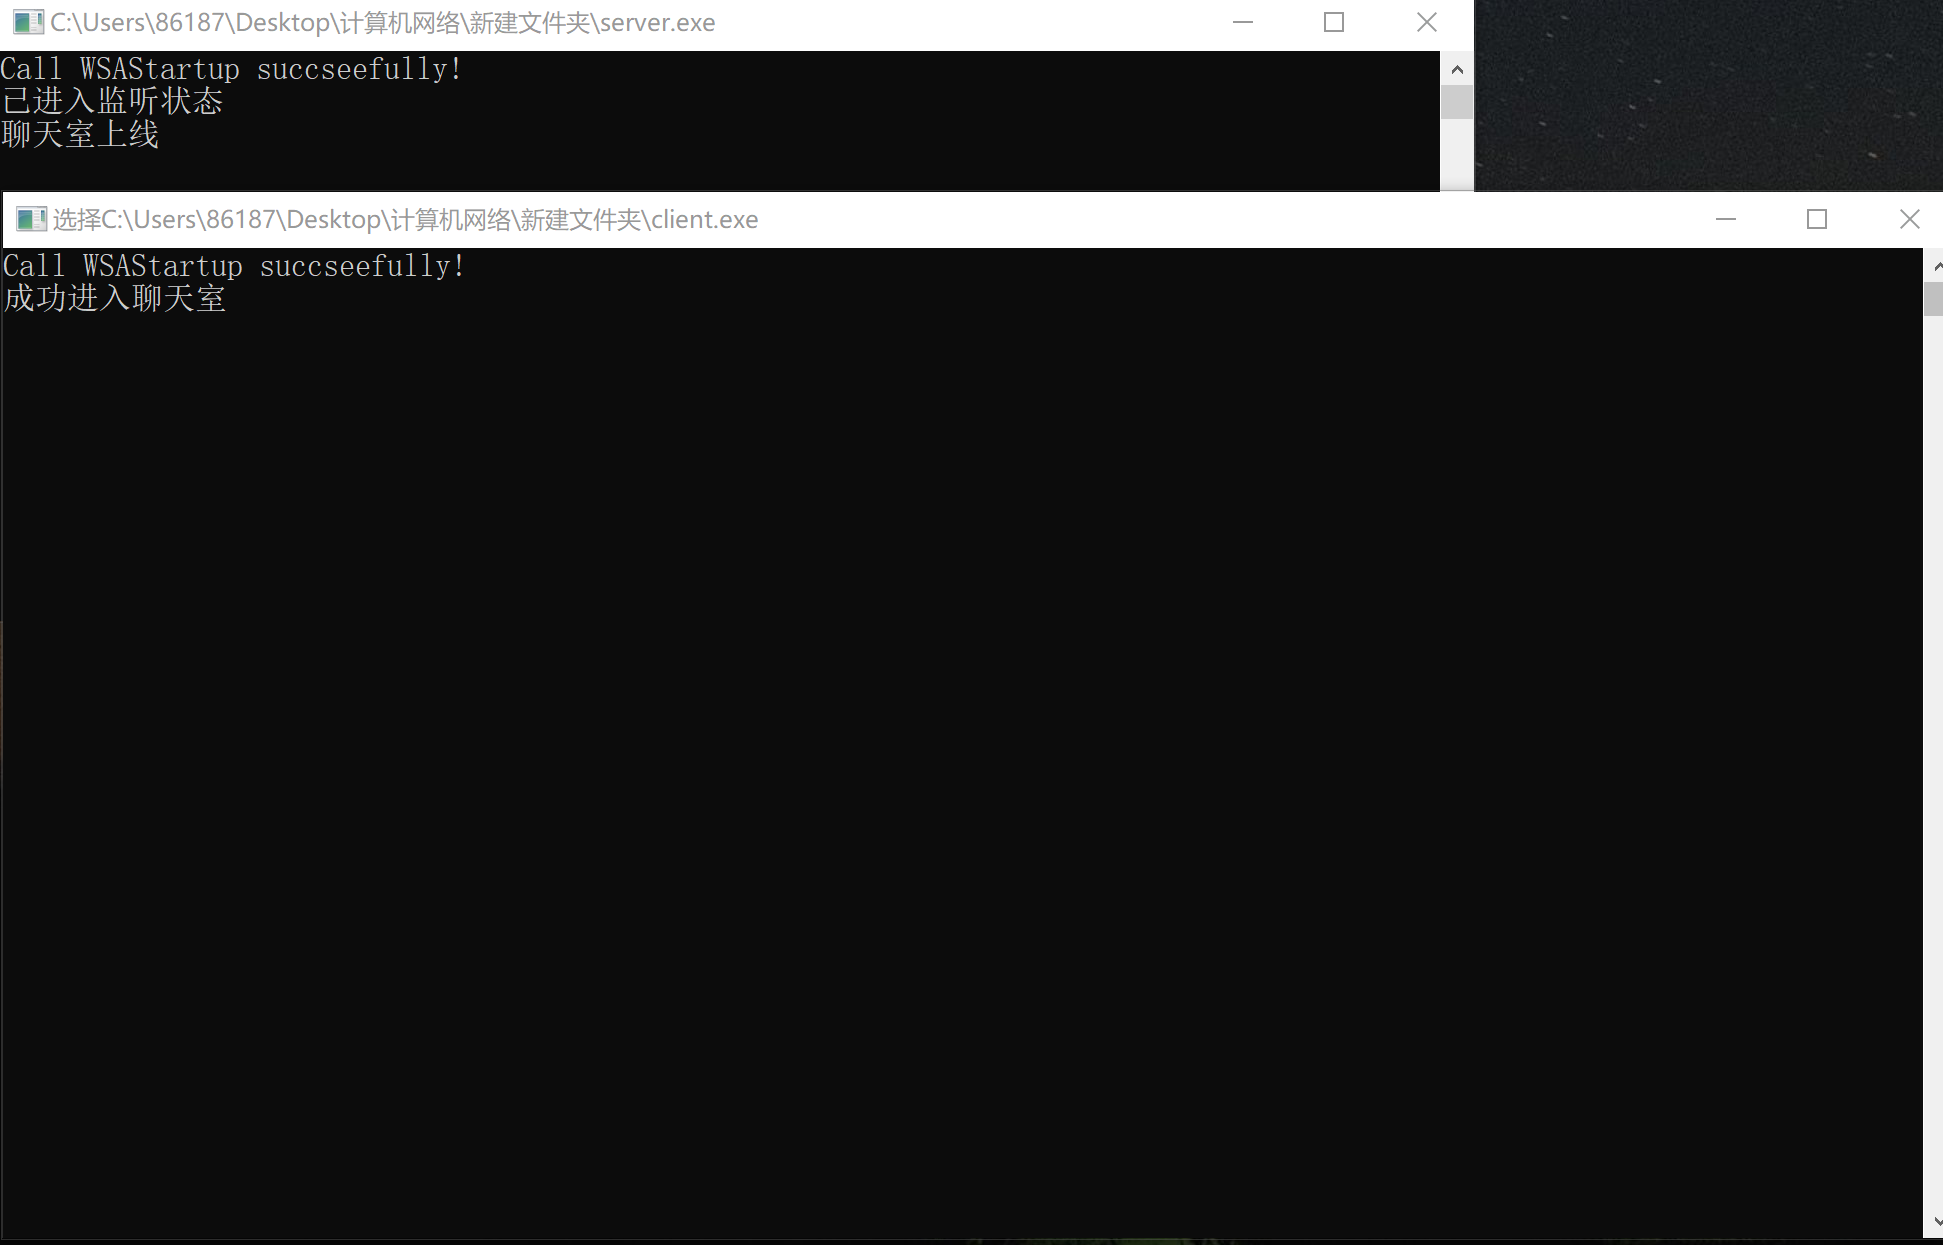 C:\Users\86187\Desktop\计算机网络\新建文件夹\server.exe
Call WSAStartup succseefully!
已进入监听状态
聊天室上线
选择C:\Users\86187\Desktop\计算机网络\新建文件夹\client.exe
Call WSAStartup succseefully!
成功进入聊天室